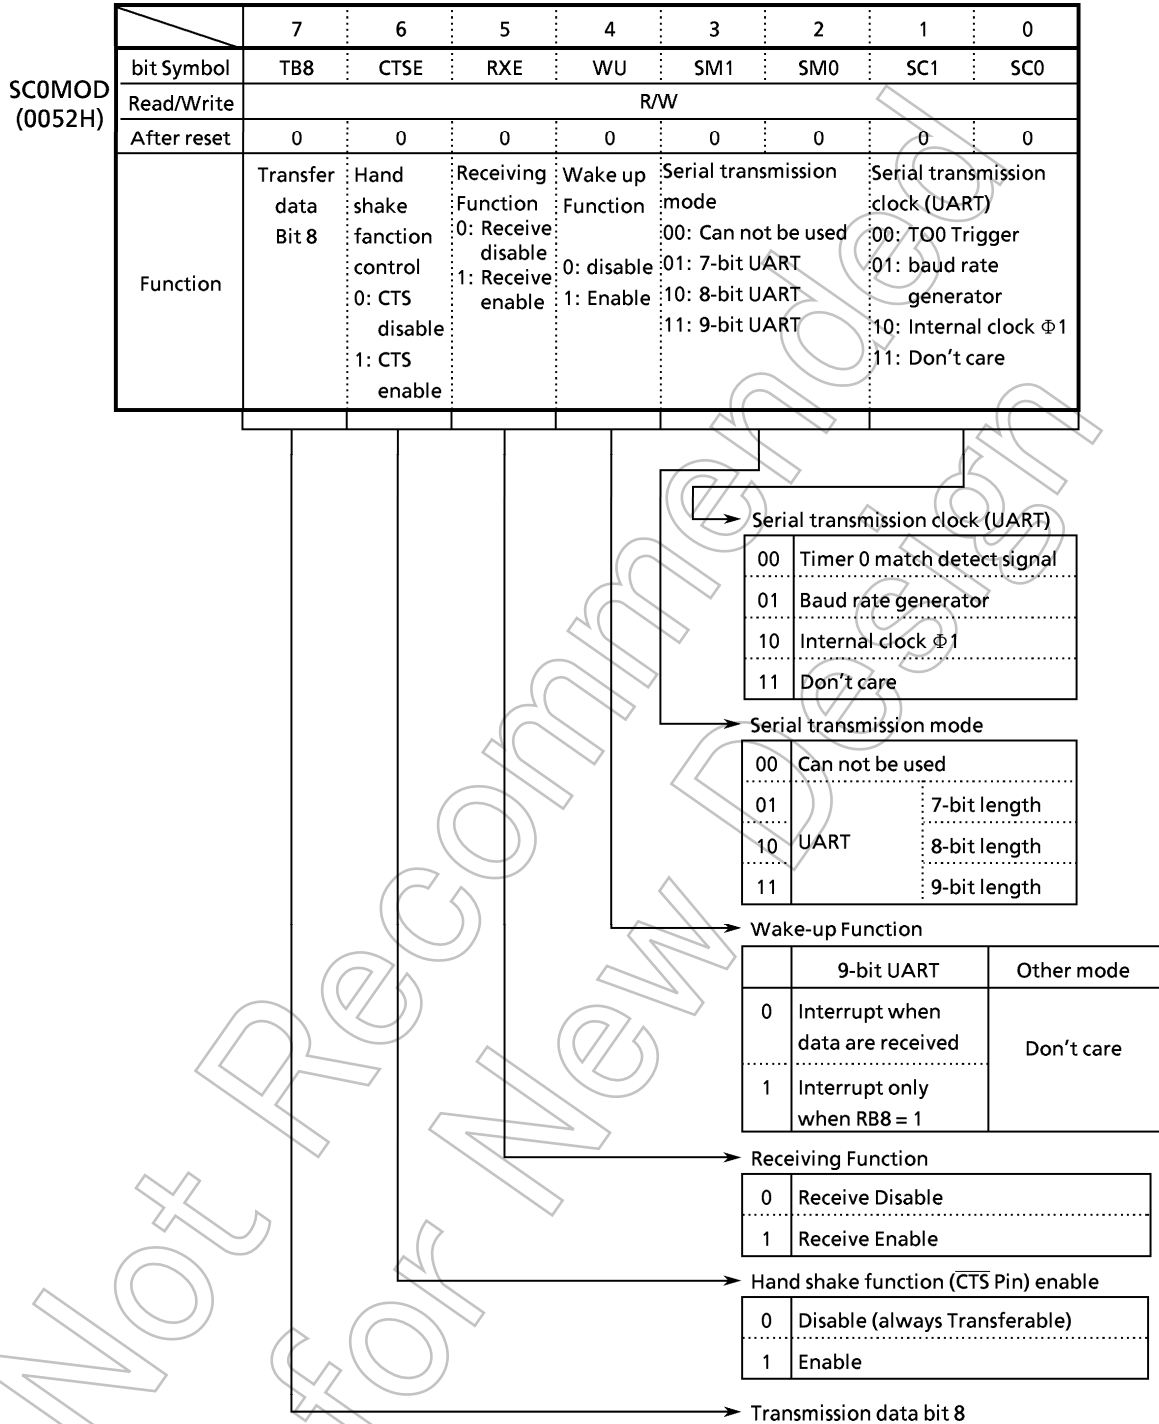 7 6 5 4 3 2 1 0
SC0MOD
(0052H)
bit Symbol TB8 CTSE RXE WU SM1 SM0 SC1 SC0
Read/Write R/W
After reset 0 0 0 0 0 0 0 0
Function
Transfer
data
Bit 8
Hand
shake
fanction
control
0: CTS
disable
1: CTS
enable
Receiving
Function
0: Receive
disable
1: Receive
enable
Wake up
Function
0: disable
1: Enable
Serial transmission
mode
00: Can not be used
01: 7-bit UART
10: 8-bit UART
11: 9-bit UART
Serial transmission
clock (UART)
00: TO0 Trigger
01: baud rate
generator
10: Internal clock Φ1
11: Don't care
Serial transmission clock (UART)
00 Timer 0 match detect signal
01 Baud rate generator
10 Internal clock Φ1
11 Don't care
Serial transmission mode
00 Can not be used
01 7-bit length
10 UART 8-bit length
11 9-bit length
Wake-up Function
9-bit UART Other mode
0 Interrupt when
data are received
Don't care
1 Interrupt only
when RB8 = 1
Receiving Function
0 Receive Disable
1 Receive Enable
Hand shake function (C̅T̅S̅ Pin) enable
0 Disable (always Transferable)
1 Enable
Transmission data bit 8
Not Recommended
for New Design